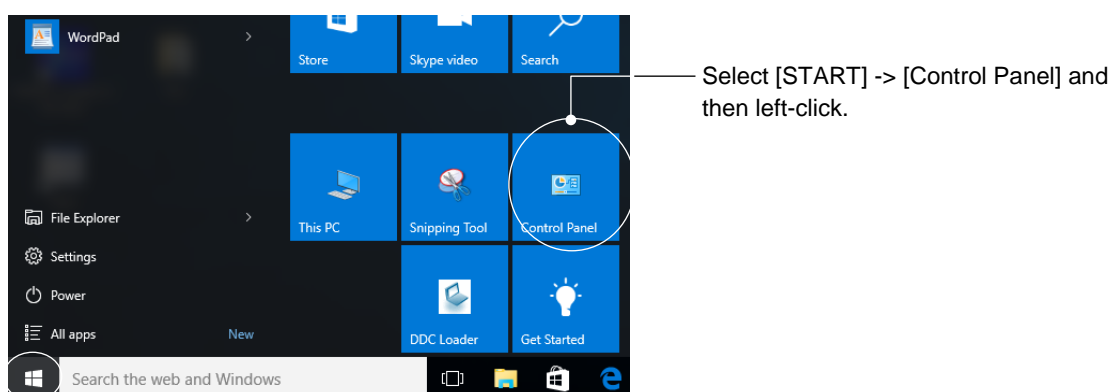 WordPad
Store Skype video Search
Select [START] -> [Control Panel] and
then left-click.
File Explorer
This PC Snipping Tool Control Panel
Settings
Power
All apps New
DDC Loader Get Started
Search the web and Windows